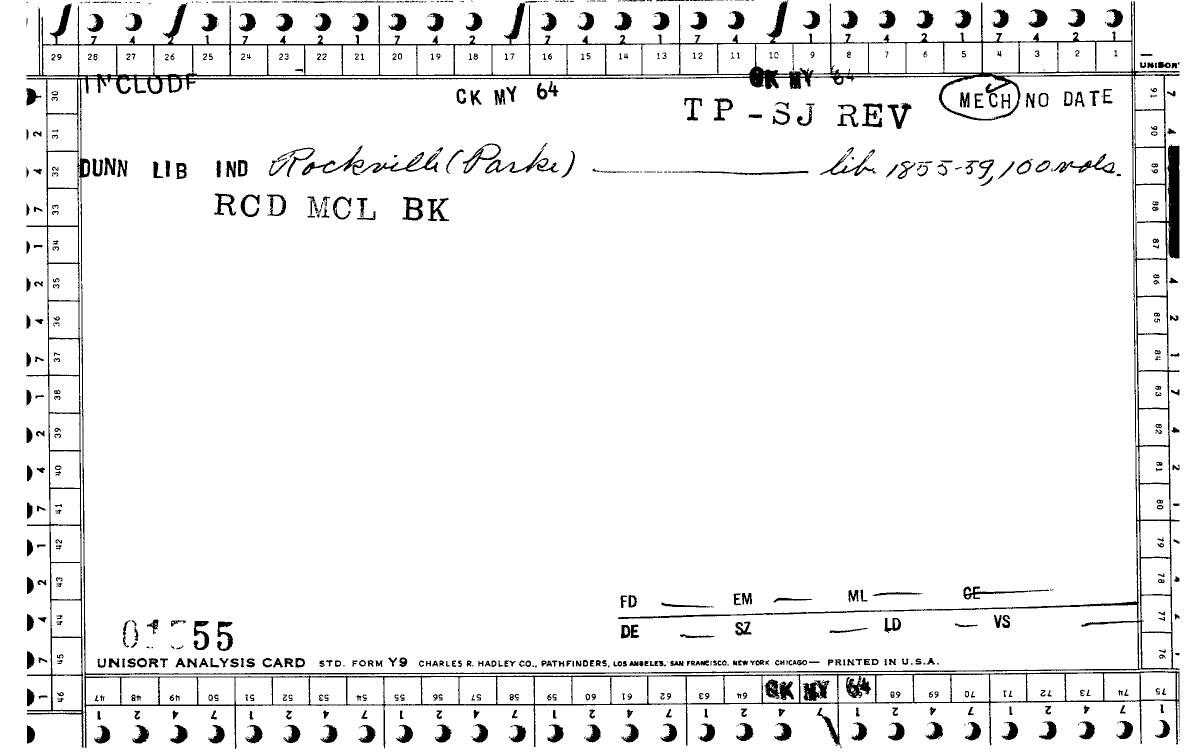 7 4 2 1 7 4 2 1 7 4 2 1 7 4 2 1 7 4 2 1 7 4 2 1 7 4 2 1
29 28 27 26 25 24 23 22 21 20 19 18 17 16 15 14 13 12 11 10 9 8 7 6 5 4 3 2 1
UNISOR
CK MY 64
INCLODE CK MY 64
TP-SJ REV MECH NO DATE
DUNN LIB IND Rockville (Parke) ——— lib. 1855-59, 100 vols.
RCD MCL BK
30 31 32 33 34 35 36 37 38 39 40 41 42 43 44 45 46
91 90 89 88 87 86 85 84 83 82 81 80 79 78 77 76
FD EM ML CE
DE SZ LD VS
55
UNISORT ANALYSIS CARD STD. FORM Y9 CHARLES R. HADLEY CO., PATHFINDERS, LOS ANGELES, SAN FRANCISCO, NEW YORK CHICAGO— PRINTED IN U.S.A.
47 48 49 50 51 52 53 54 55 56 57 58 59 60 61 62 63 64 CK MY 64 68 69 70 71 72 73 74 75
1 2 4 7 1 2 4 7 1 2 4 7 1 2 4 7 1 2 4 7 1 2 4 7 1 2 4 7 1